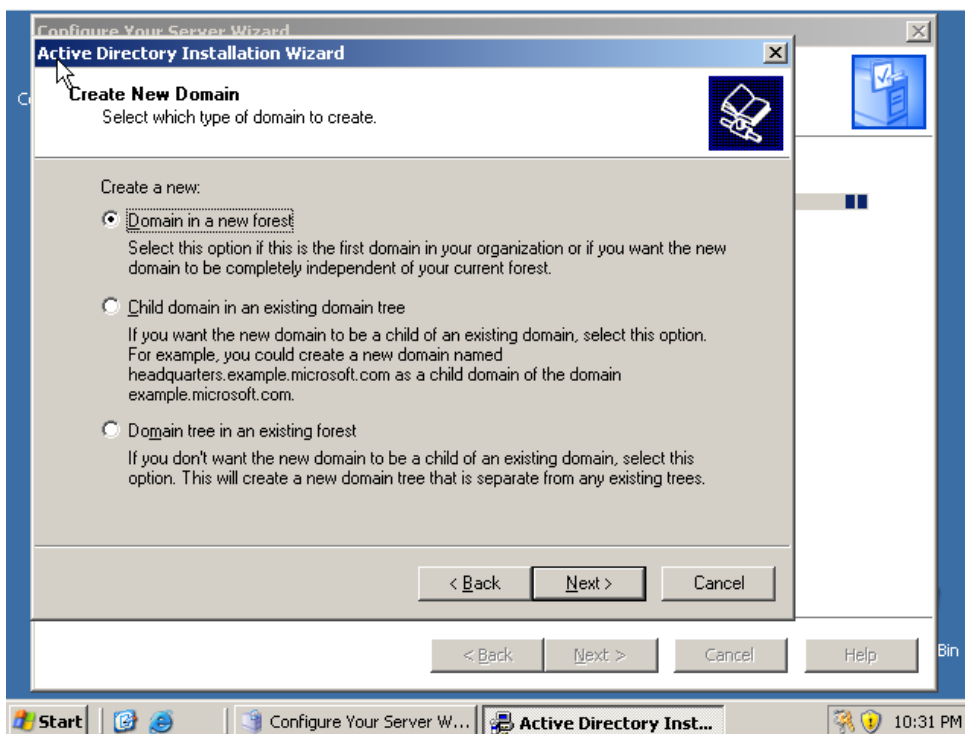 Configure Your Server Wizard
Active Directory Installation Wizard
Create New Domain
Select which type of domain to create.
Create a new:
Domain in a new forest
Select this option if this is the first domain in your organization or if you want the new
domain to be completely independent of your current forest.
Child domain in an existing domain tree
If you want the new domain to be a child of an existing domain, select this option.
For example, you could create a new domain named
headquarters.example.microsoft.com as a child domain of the domain
example.microsoft.com.
Domain tree in an existing forest
If you don't want the new domain to be a child of an existing domain, select this
option. This will create a new domain tree that is separate from any existing trees.
< Back Next > Cancel
< Back Next > Cancel Help
Bin
Start Configure Your Server W... Active Directory Inst... 10:31 PM